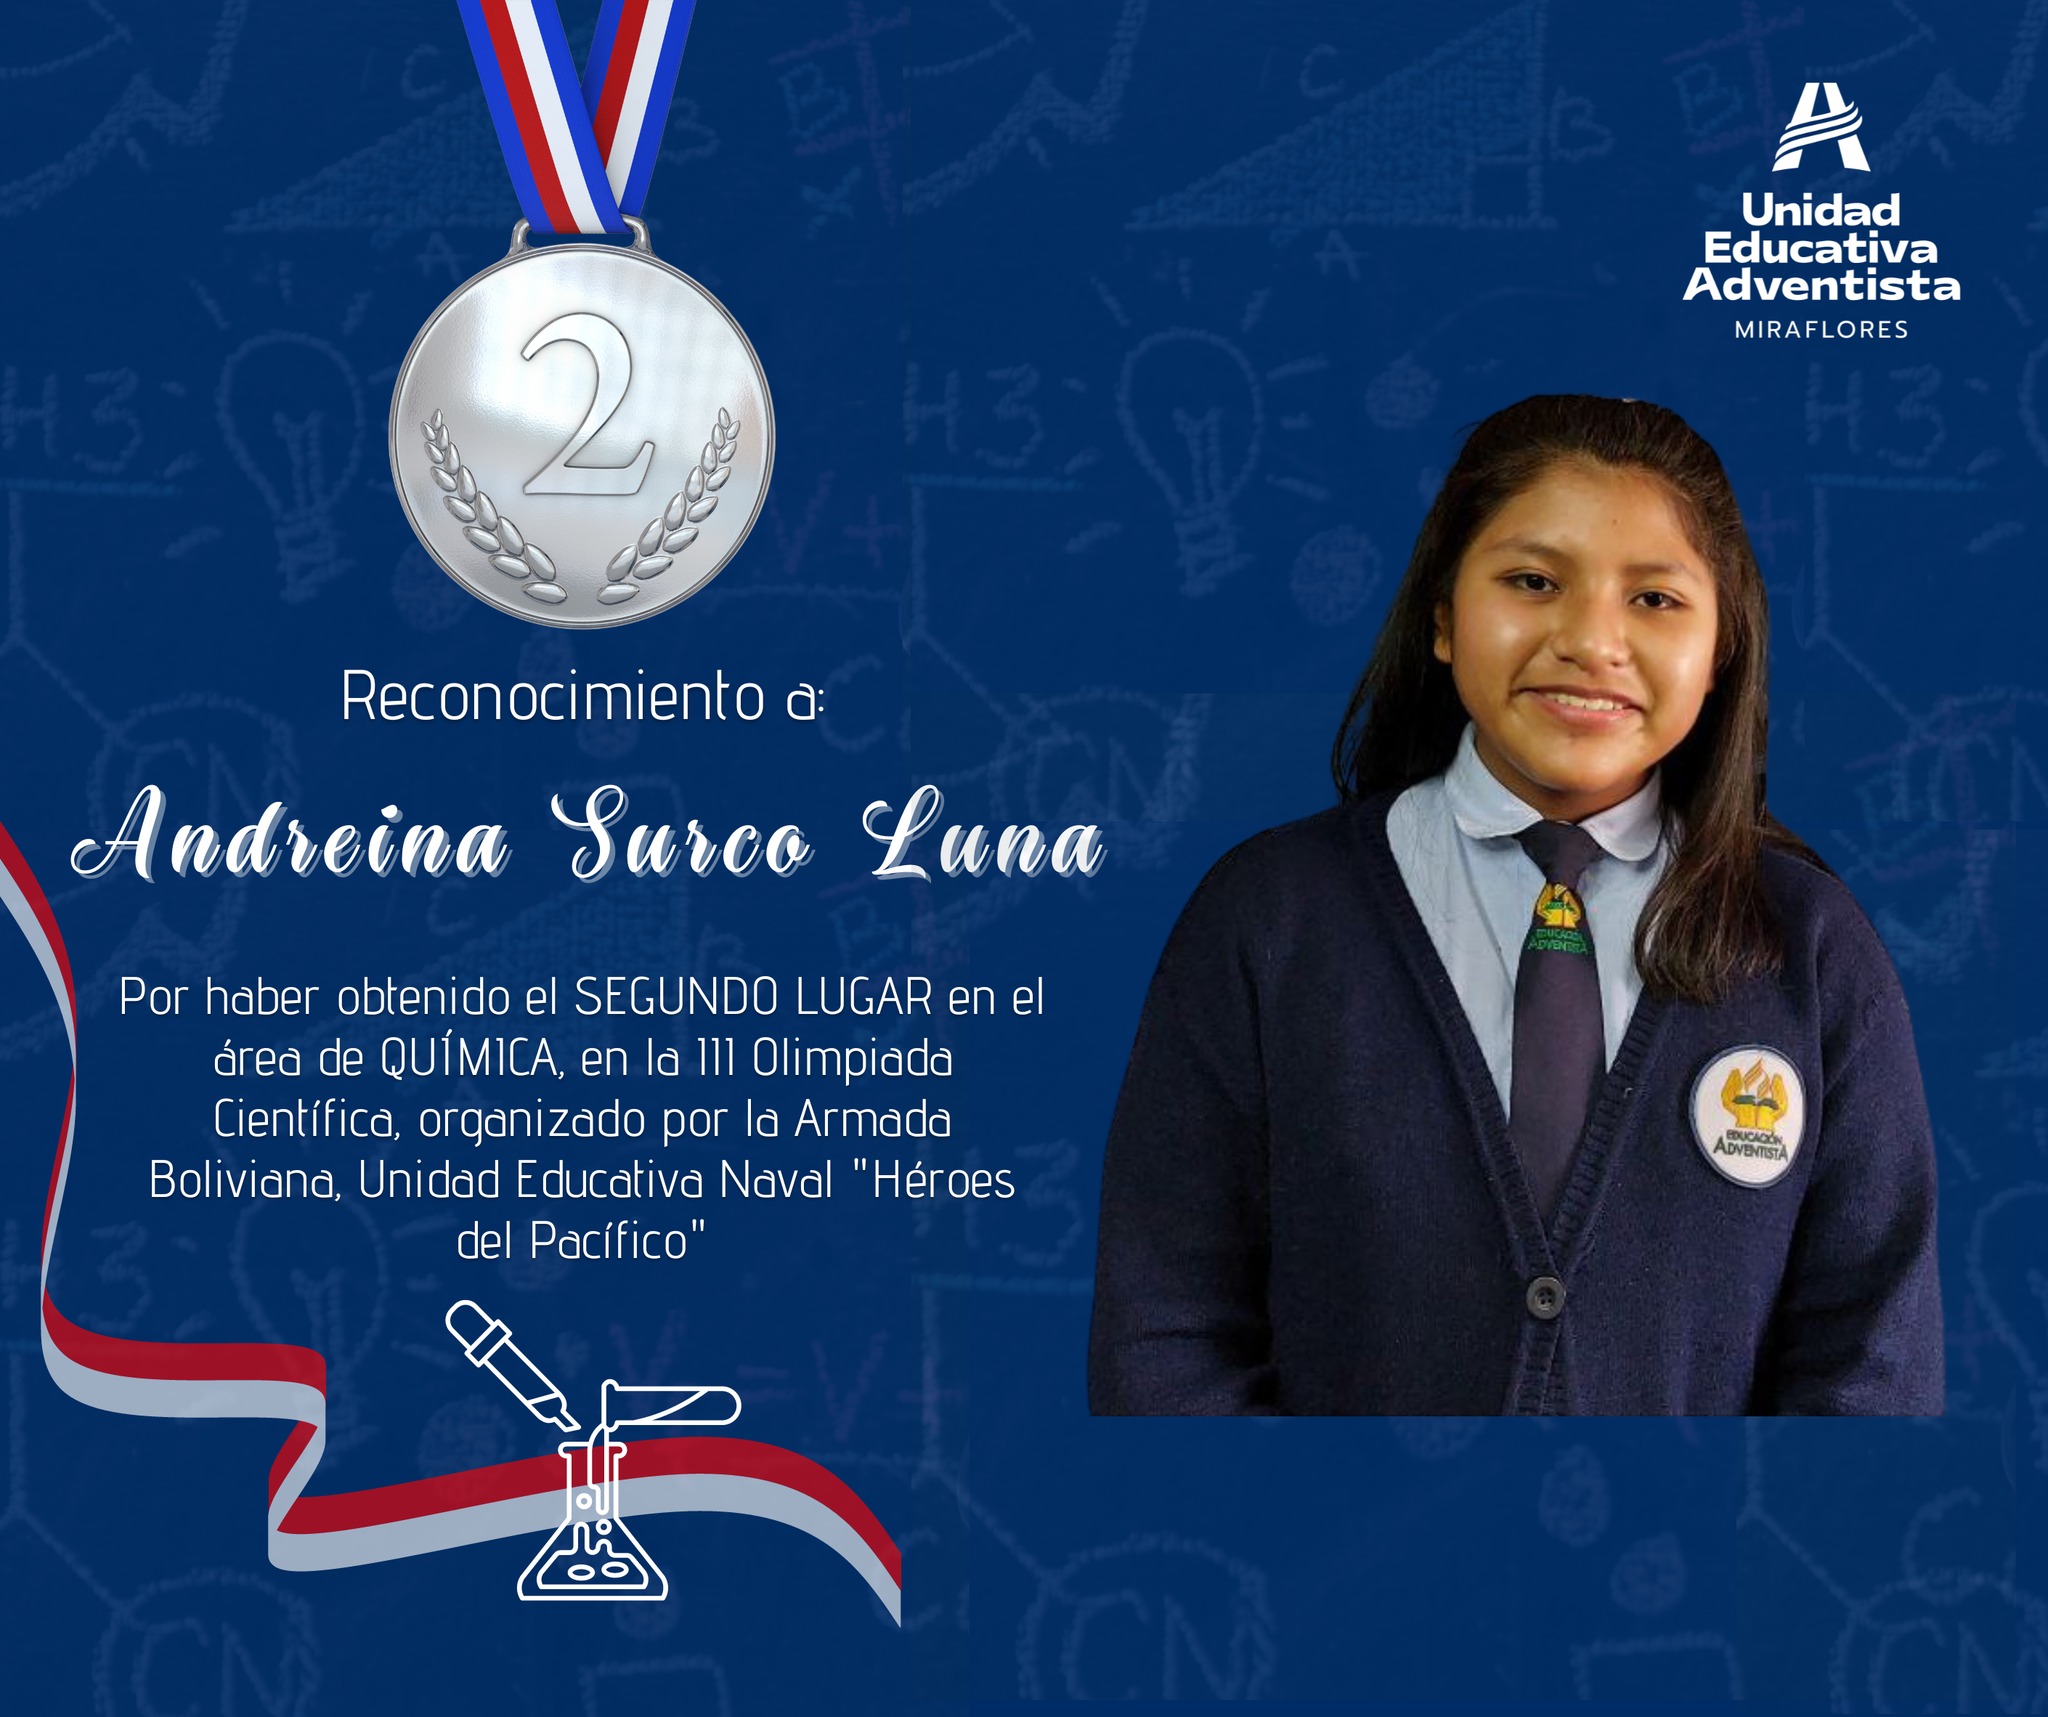 2
Unidad
Educativa
Adventista
MIRAFLORES
Reconocimiento a:
Andreina Surco Luna
Por haber obtenido el SEGUNDO LUGAR en el
área de QUÍMICA, en la III Olimpiada
Científica, organizado por la Armada
Boliviana, Unidad Educativa Naval "Héroes
del Pacífico"
EDUCACIÓN
ADVENTISTA
EDUCACIÓN
ADVENTISTA